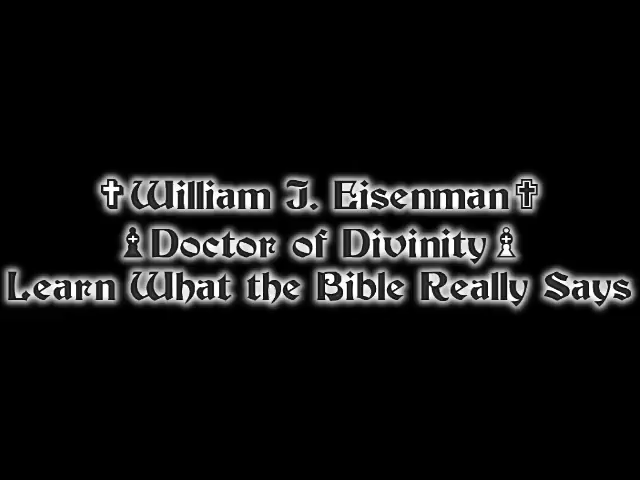 ✝William J. Eisenman✝
♝Doctor of Divinity♗
Learn What the Bible Really Says